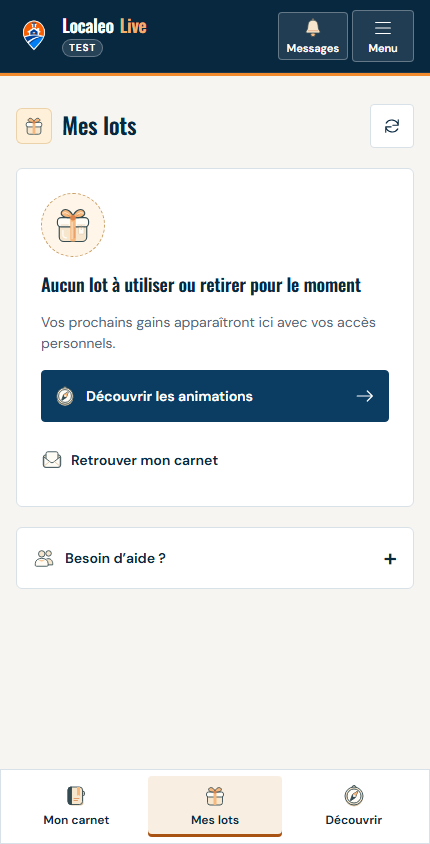 Localeo Live
TEST
Messages
Menu
Mes lots
Aucun lot à utiliser ou retirer pour le moment
Vos prochains gains apparaîtront ici avec vos accès
personnels.
Découvrir les animations
Retrouver mon carnet
Besoin d’aide ?
Mon carnet
Mes lots
Découvrir